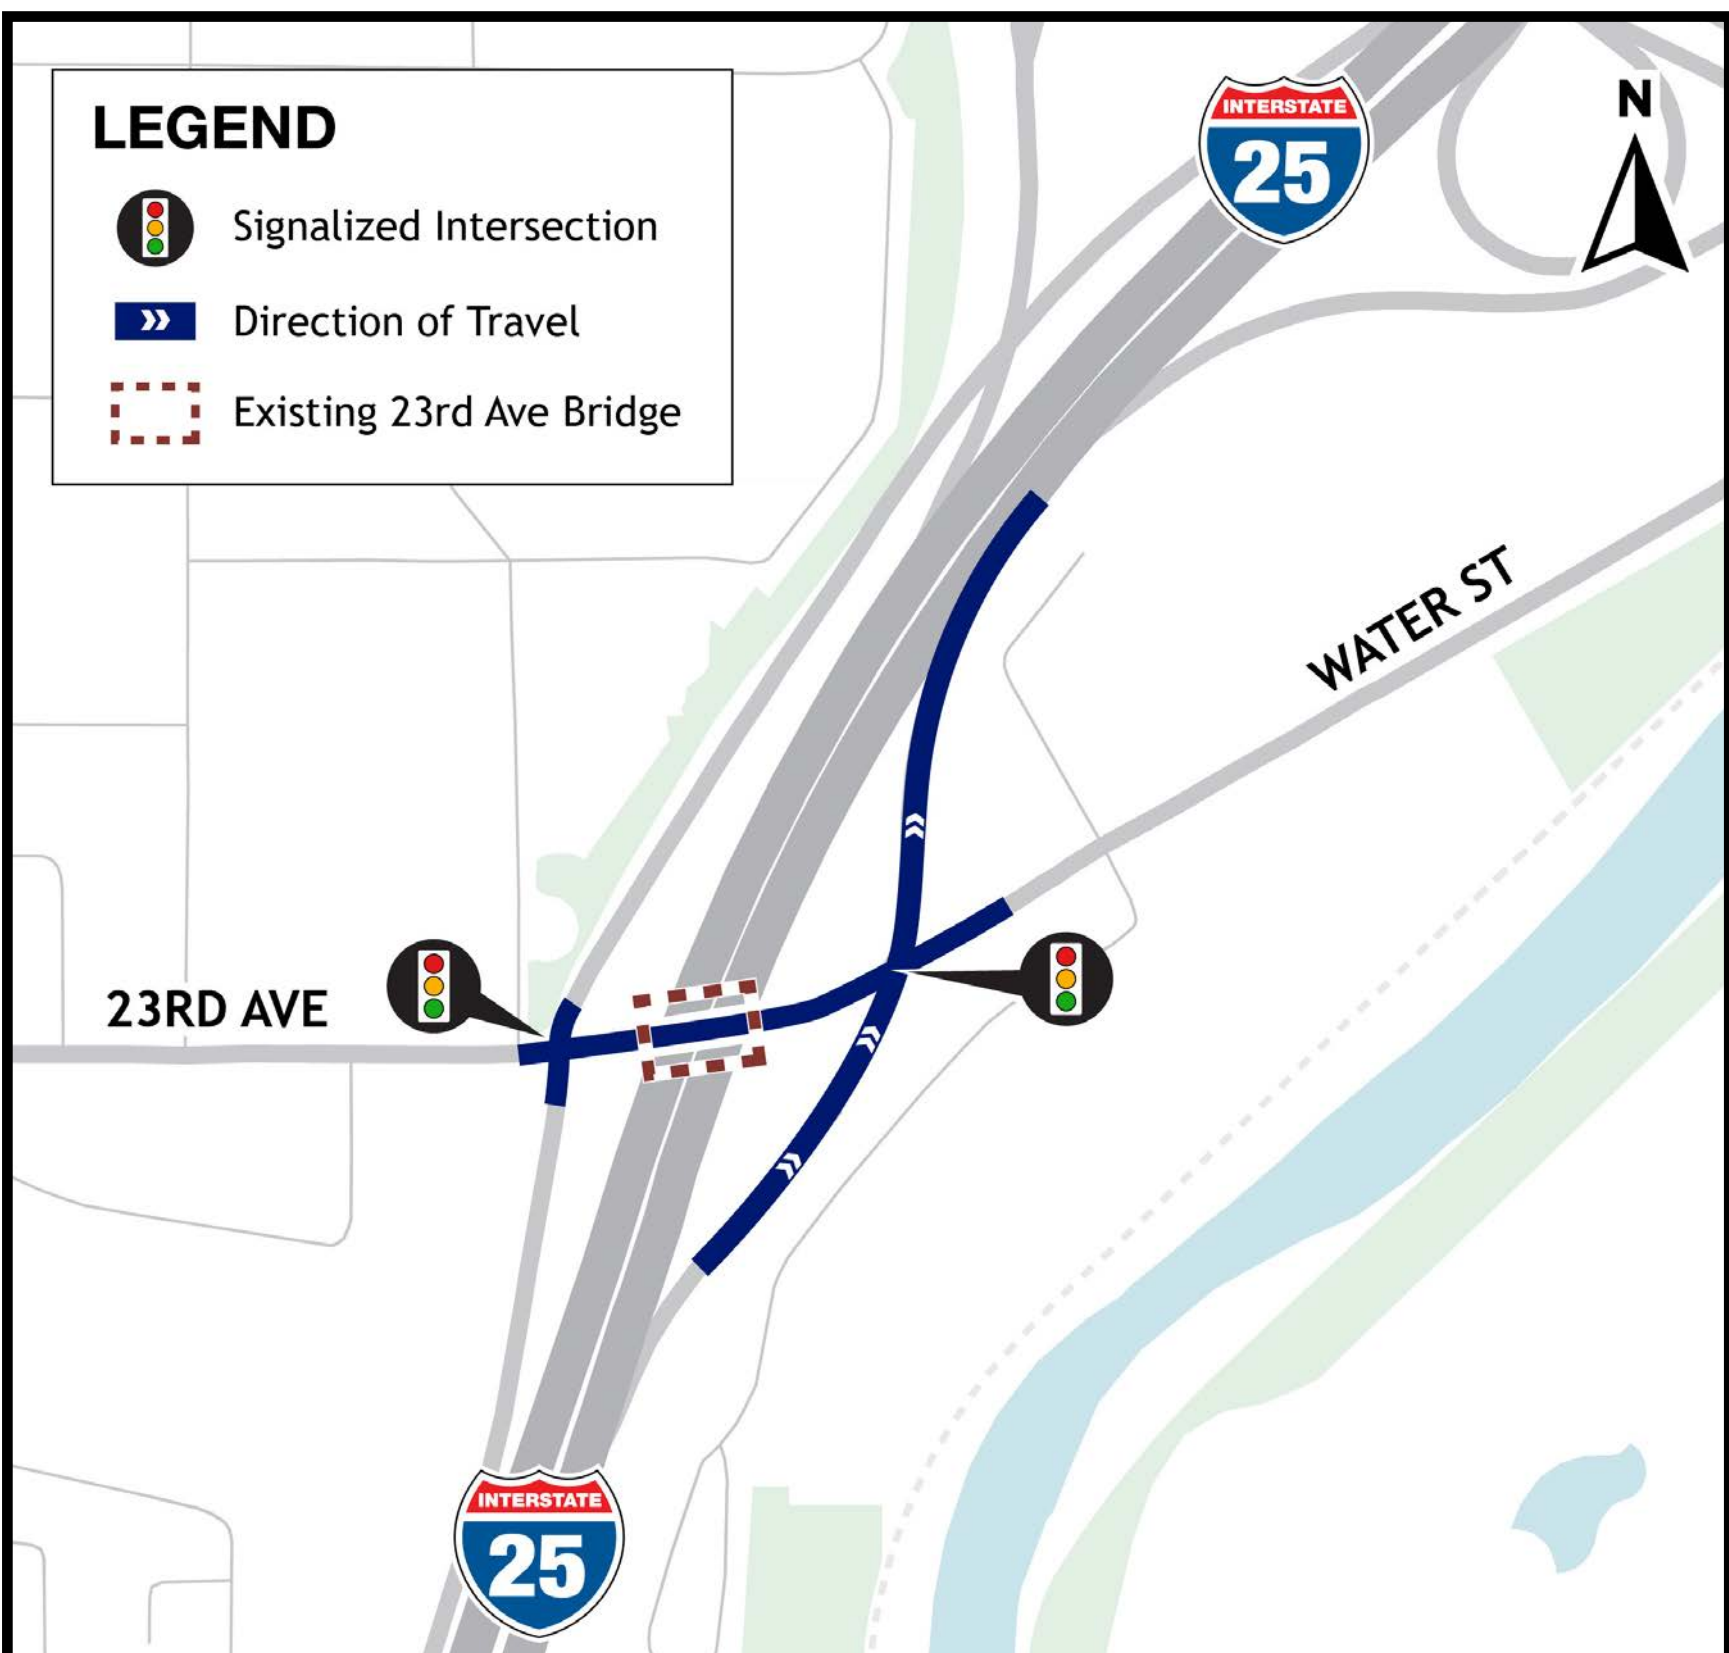 LEGEND
Signalized Intersection
Direction of Travel
Existing 23rd Ave Bridge
INTERSTATE
25
N
WATER ST
23RD AVE
INTERSTATE
25